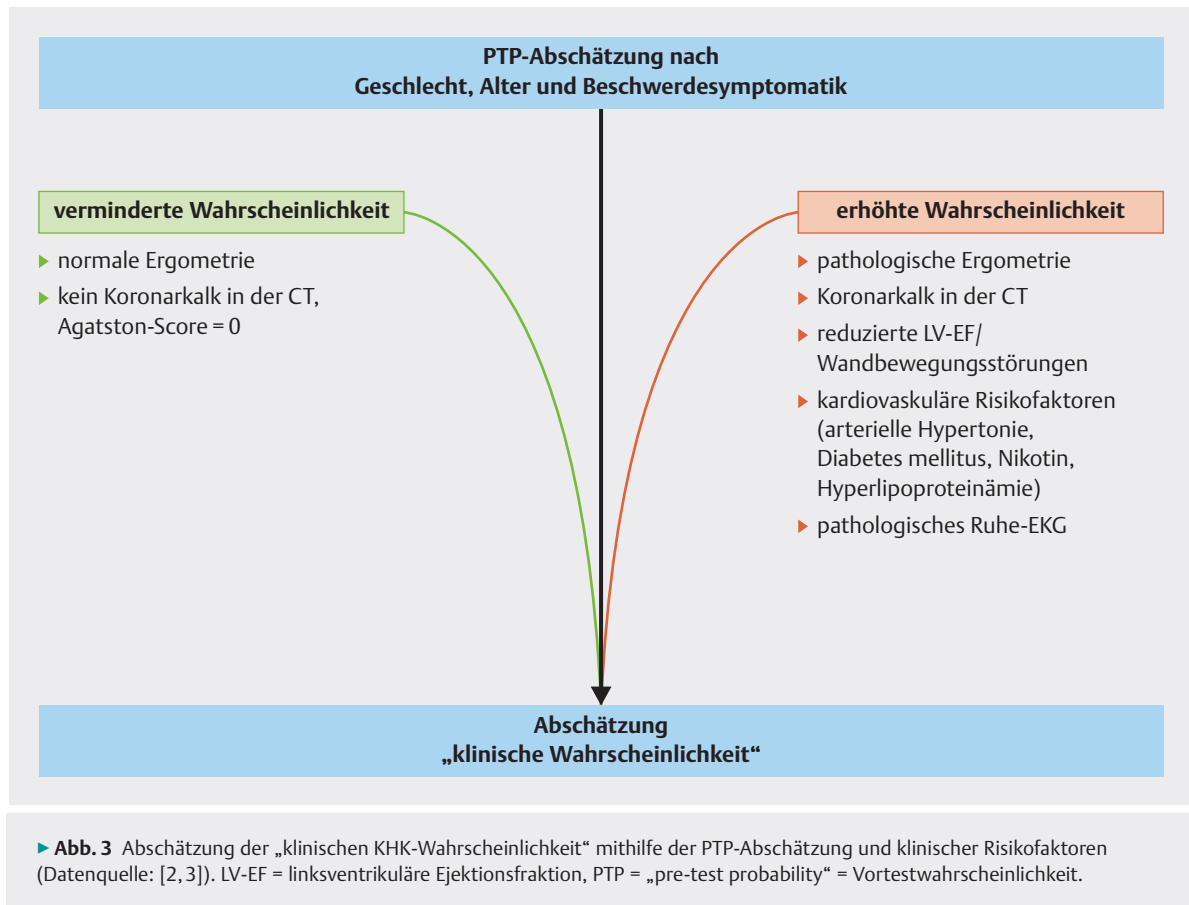 PTP-Abschätzung nach
Geschlecht, Alter und Beschwerdesymptomatik
verminderte Wahrscheinlichkeit
▶ normale Ergometrie
▶ kein Koronarkalk in der CT,
Agatston-Score = 0
erhöhte Wahrscheinlichkeit
▶ pathologische Ergometrie
▶ Koronarkalk in der CT
▶ reduzierte LV-EF/
Wandbewegungsstörungen
▶ kardiovaskuläre Risikofaktoren
(arterielle Hypertonie,
Diabetes mellitus, Nikotin,
Hyperlipoproteinämie)
▶ pathologisches Ruhe-EKG
Abschätzung
„klinische Wahrscheinlichkeit“
▶ Abb. 3 Abschätzung der „klinischen KHK-Wahrscheinlichkeit“ mithilfe der PTP-Abschätzung und klinischer Risikofaktoren
(Datenquelle: [2, 3]). LV-EF = linksventrikuläre Ejektionsfraktion, PTP = „pre-test probability“ = Vortestwahrscheinlichkeit.